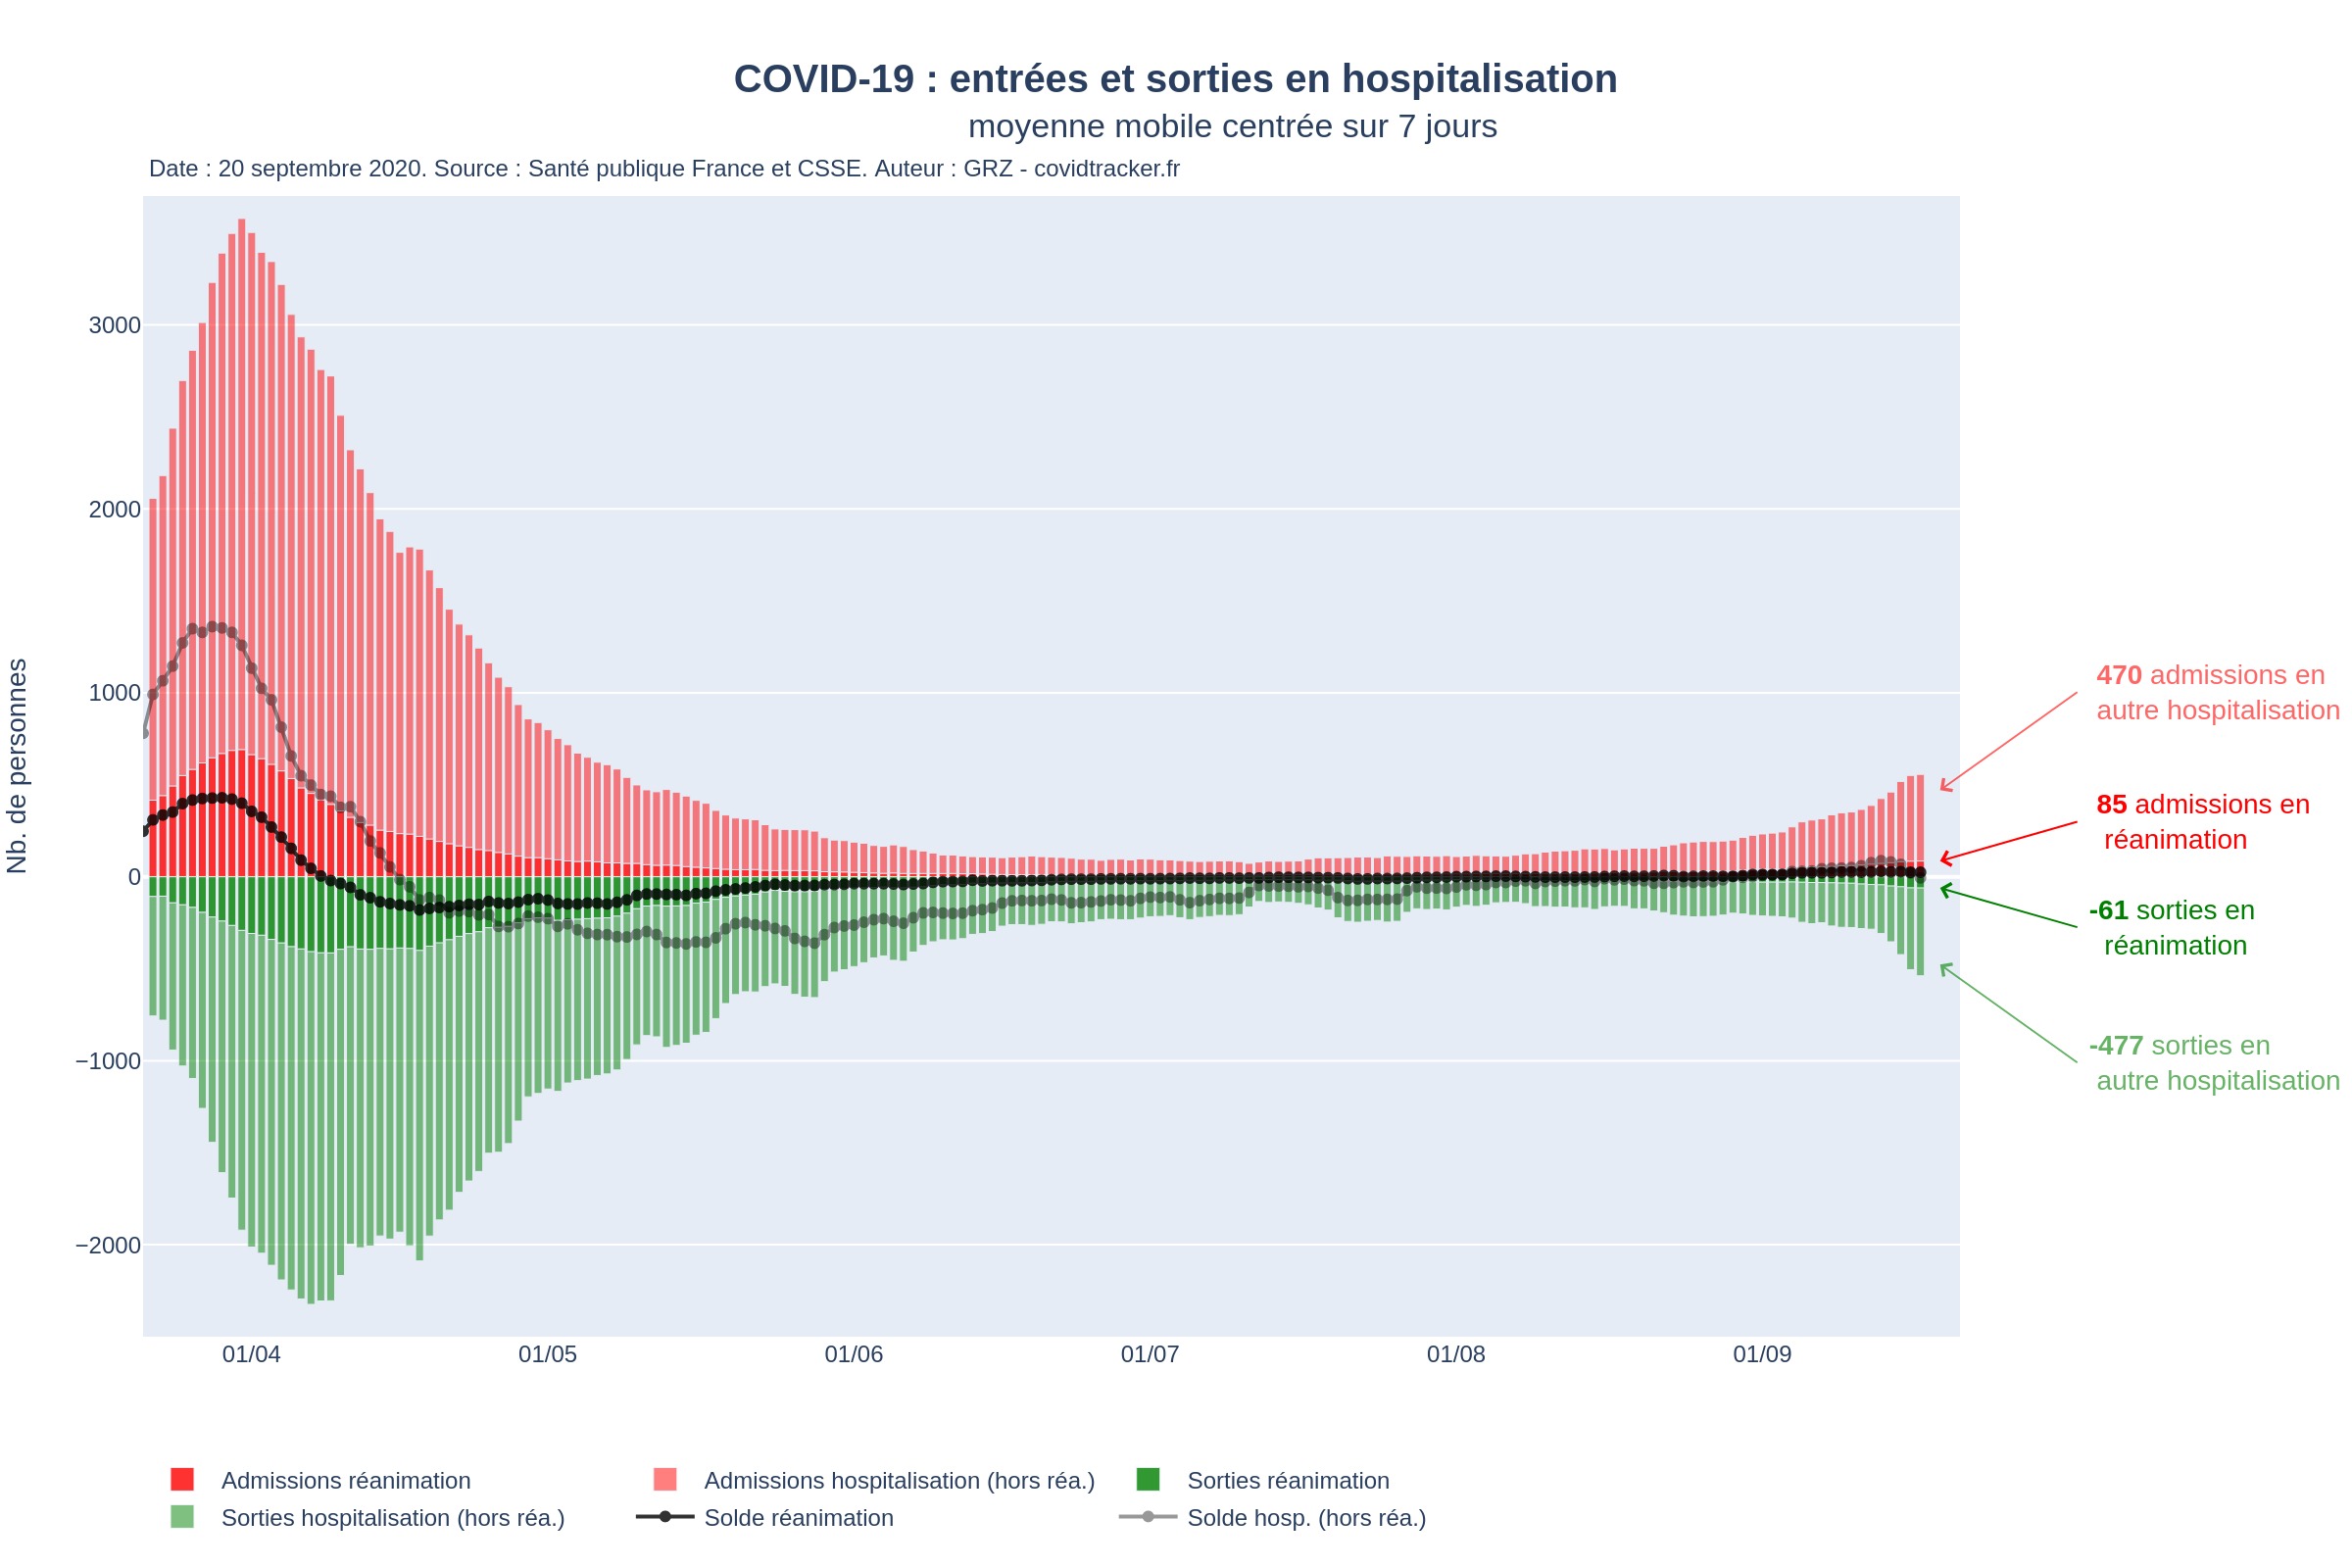 COVID-19 : entrées et sorties en hospitalisation
moyenne mobile centrée sur 7 jours
Date : 20 septembre 2020. Source : Santé publique France et CSSE. Auteur : GRZ - covidtracker.fr
Nb. de personnes
3000
2000
1000
0
−1000
−2000
01/04
01/05
01/06
01/07
01/08
01/09
470 admissions en
autre hospitalisation
85 admissions en
réanimation
-61 sorties en
réanimation
-477 sorties en
autre hospitalisation
Admissions réanimation
Admissions hospitalisation (hors réa.)
Sorties réanimation
Sorties hospitalisation (hors réa.)
Solde réanimation
Solde hosp. (hors réa.)